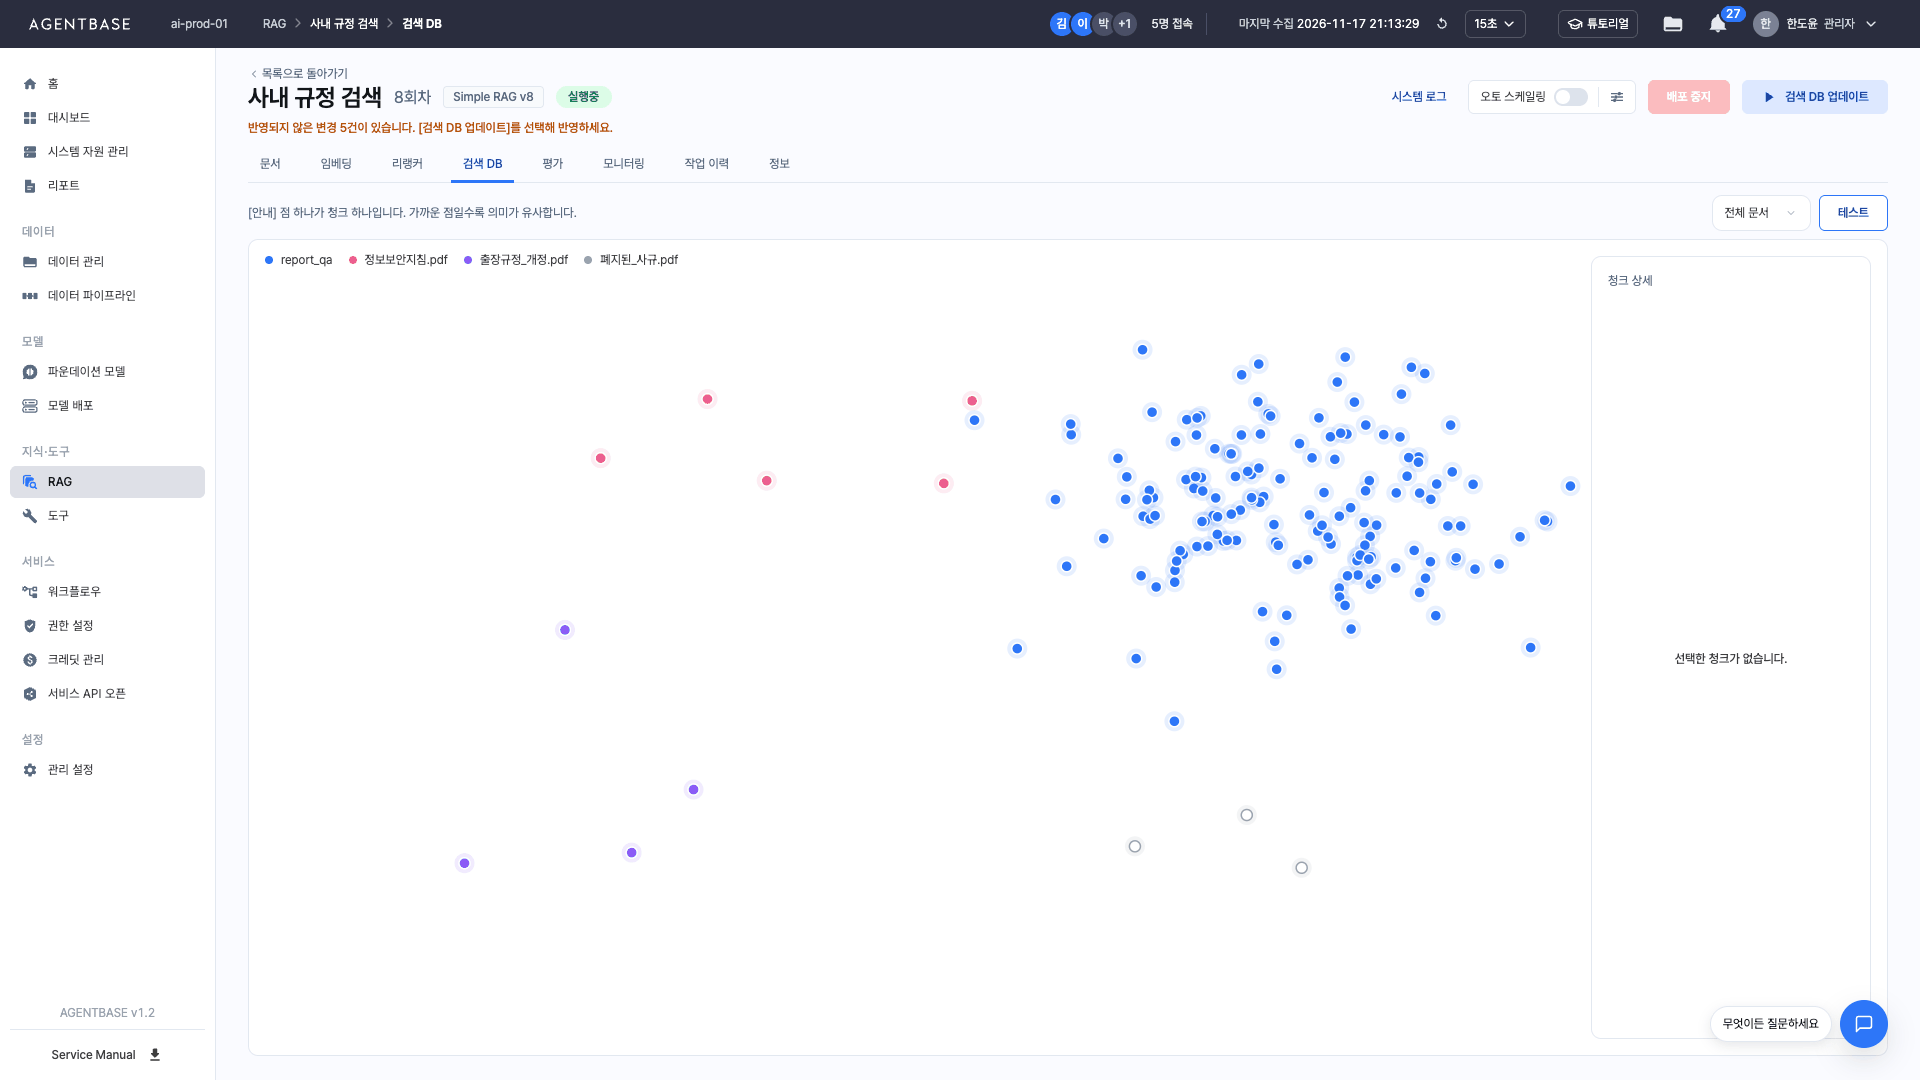 AGENTBASE ai-prod-01 RAG 사내 규정 검색 검색 DB 김 이 박 +1 5명 접속 마지막 수집 2026-11-17 21:13:29 15초 튜토리얼 27 한 한도윤 관리자
홈
대시보드
시스템 자원 관리
리포트
데이터
데이터 관리
데이터 파이프라인
모델
파운데이션 모델
모델 배포
지식·도구
RAG
도구
서비스
워크플로우
권한 설정
크레딧 관리
서비스 API 오픈
설정
관리 설정
AGENTBASE v1.2
Service Manual
목록으로 돌아가기
사내 규정 검색 8회차 Simple RAG v8 실행중
시스템 로그 오토 스케일링 배포 중지 검색 DB 업데이트
반영되지 않은 변경 5건이 있습니다. [검색 DB 업데이트]를 선택해 반영하세요.
문서 임베딩 리랭커 검색 DB 평가 모니터링 작업 이력 정보
[안내] 점 하나가 청크 하나입니다. 가까운 점일수록 의미가 유사합니다.
전체 문서 테스트
report_qa 정보보안지침.pdf 출장규정_개정.pdf 폐지된_사규.pdf
청크 상세
선택한 청크가 없습니다.
무엇이든 질문하세요